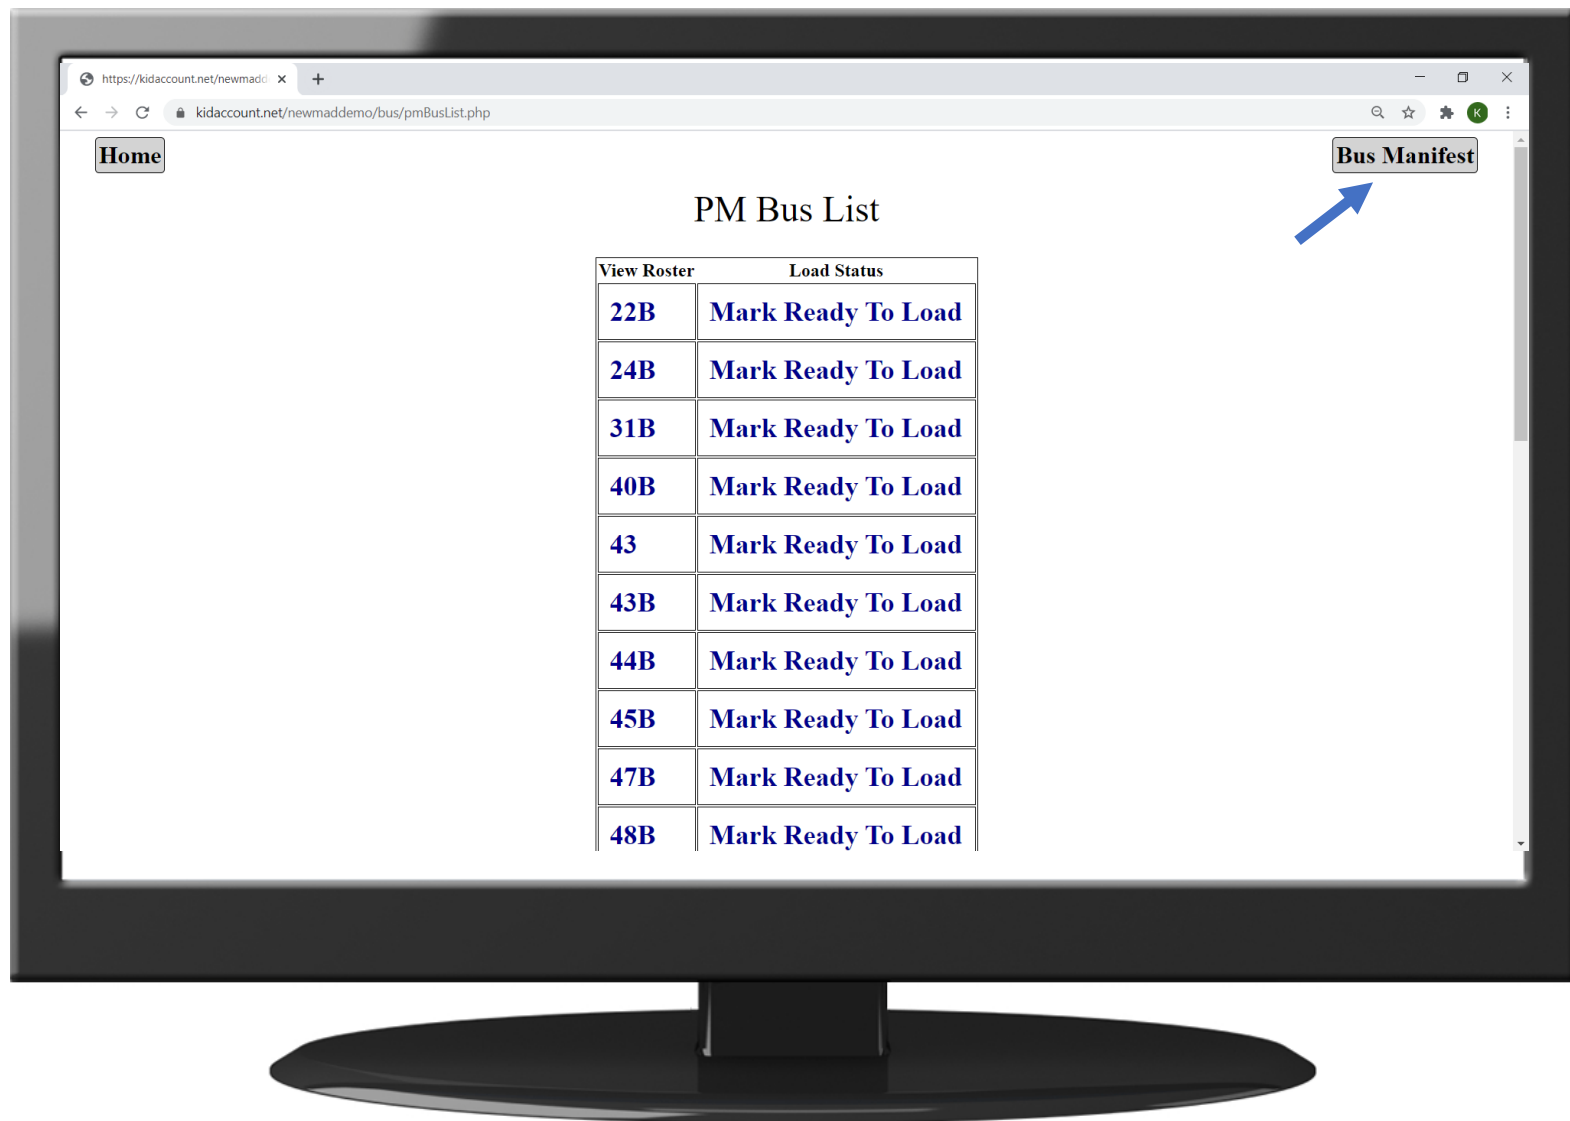 https://kidaccount.net/newmadd
kidaccount.net/newmaddemo/bus/pmBusList.php
K
Home
Bus Manifest
PM Bus List
View Roster Load Status
22B Mark Ready To Load
24B Mark Ready To Load
31B Mark Ready To Load
40B Mark Ready To Load
43 Mark Ready To Load
43B Mark Ready To Load
44B Mark Ready To Load
45B Mark Ready To Load
47B Mark Ready To Load
48B Mark Ready To Load